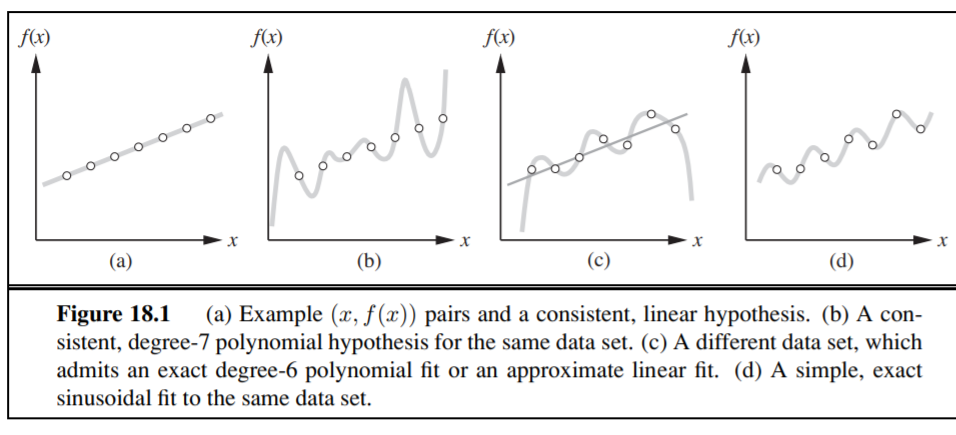 f(x) f(x) f(x) f(x)
x x x x
(a) (b) (c) (d)
Figure 18.1 (a) Example (x, f(x)) pairs and a consistent, linear hypothesis. (b) A con-
sistent, degree-7 polynomial hypothesis for the same data set. (c) A different data set, which
admits an exact degree-6 polynomial fit or an approximate linear fit. (d) A simple, exact
sinusoidal fit to the same data set.